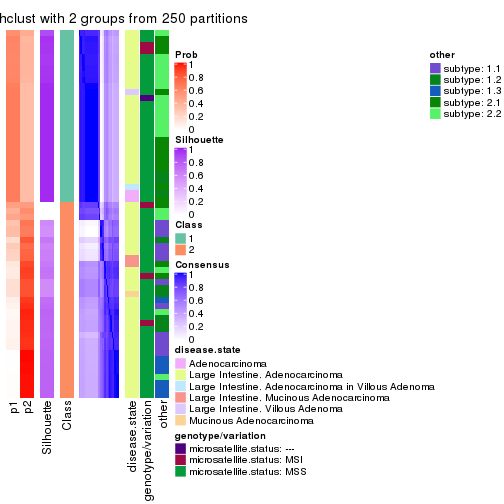 hclust with 2 groups from 250 partitions
Prob
1
0.8
0.6
0.4
0.2
0
Silhouette
1
0.8
0.6
0.4
0.2
0
Class
1
2
Consensus
1
0.8
0.6
0.4
0.2
0
disease.state
Adenocarcinoma
Large Intestine. Adenocarcinoma
Large Intestine. Adenocarcinoma in Villous Adenoma
Large Intestine. Mucinous Adenocarcinoma
Large Intestine. Villous Adenoma
Mucinous Adenocarcinoma
genotype/variation
microsatellite.status: ---
microsatellite.status: MSI
microsatellite.status: MSS
other
subtype: 1.1
subtype: 1.2
subtype: 1.3
subtype: 2.1
subtype: 2.2
p1
p2
Silhouette
Class
disease.state
genotype/variation
other